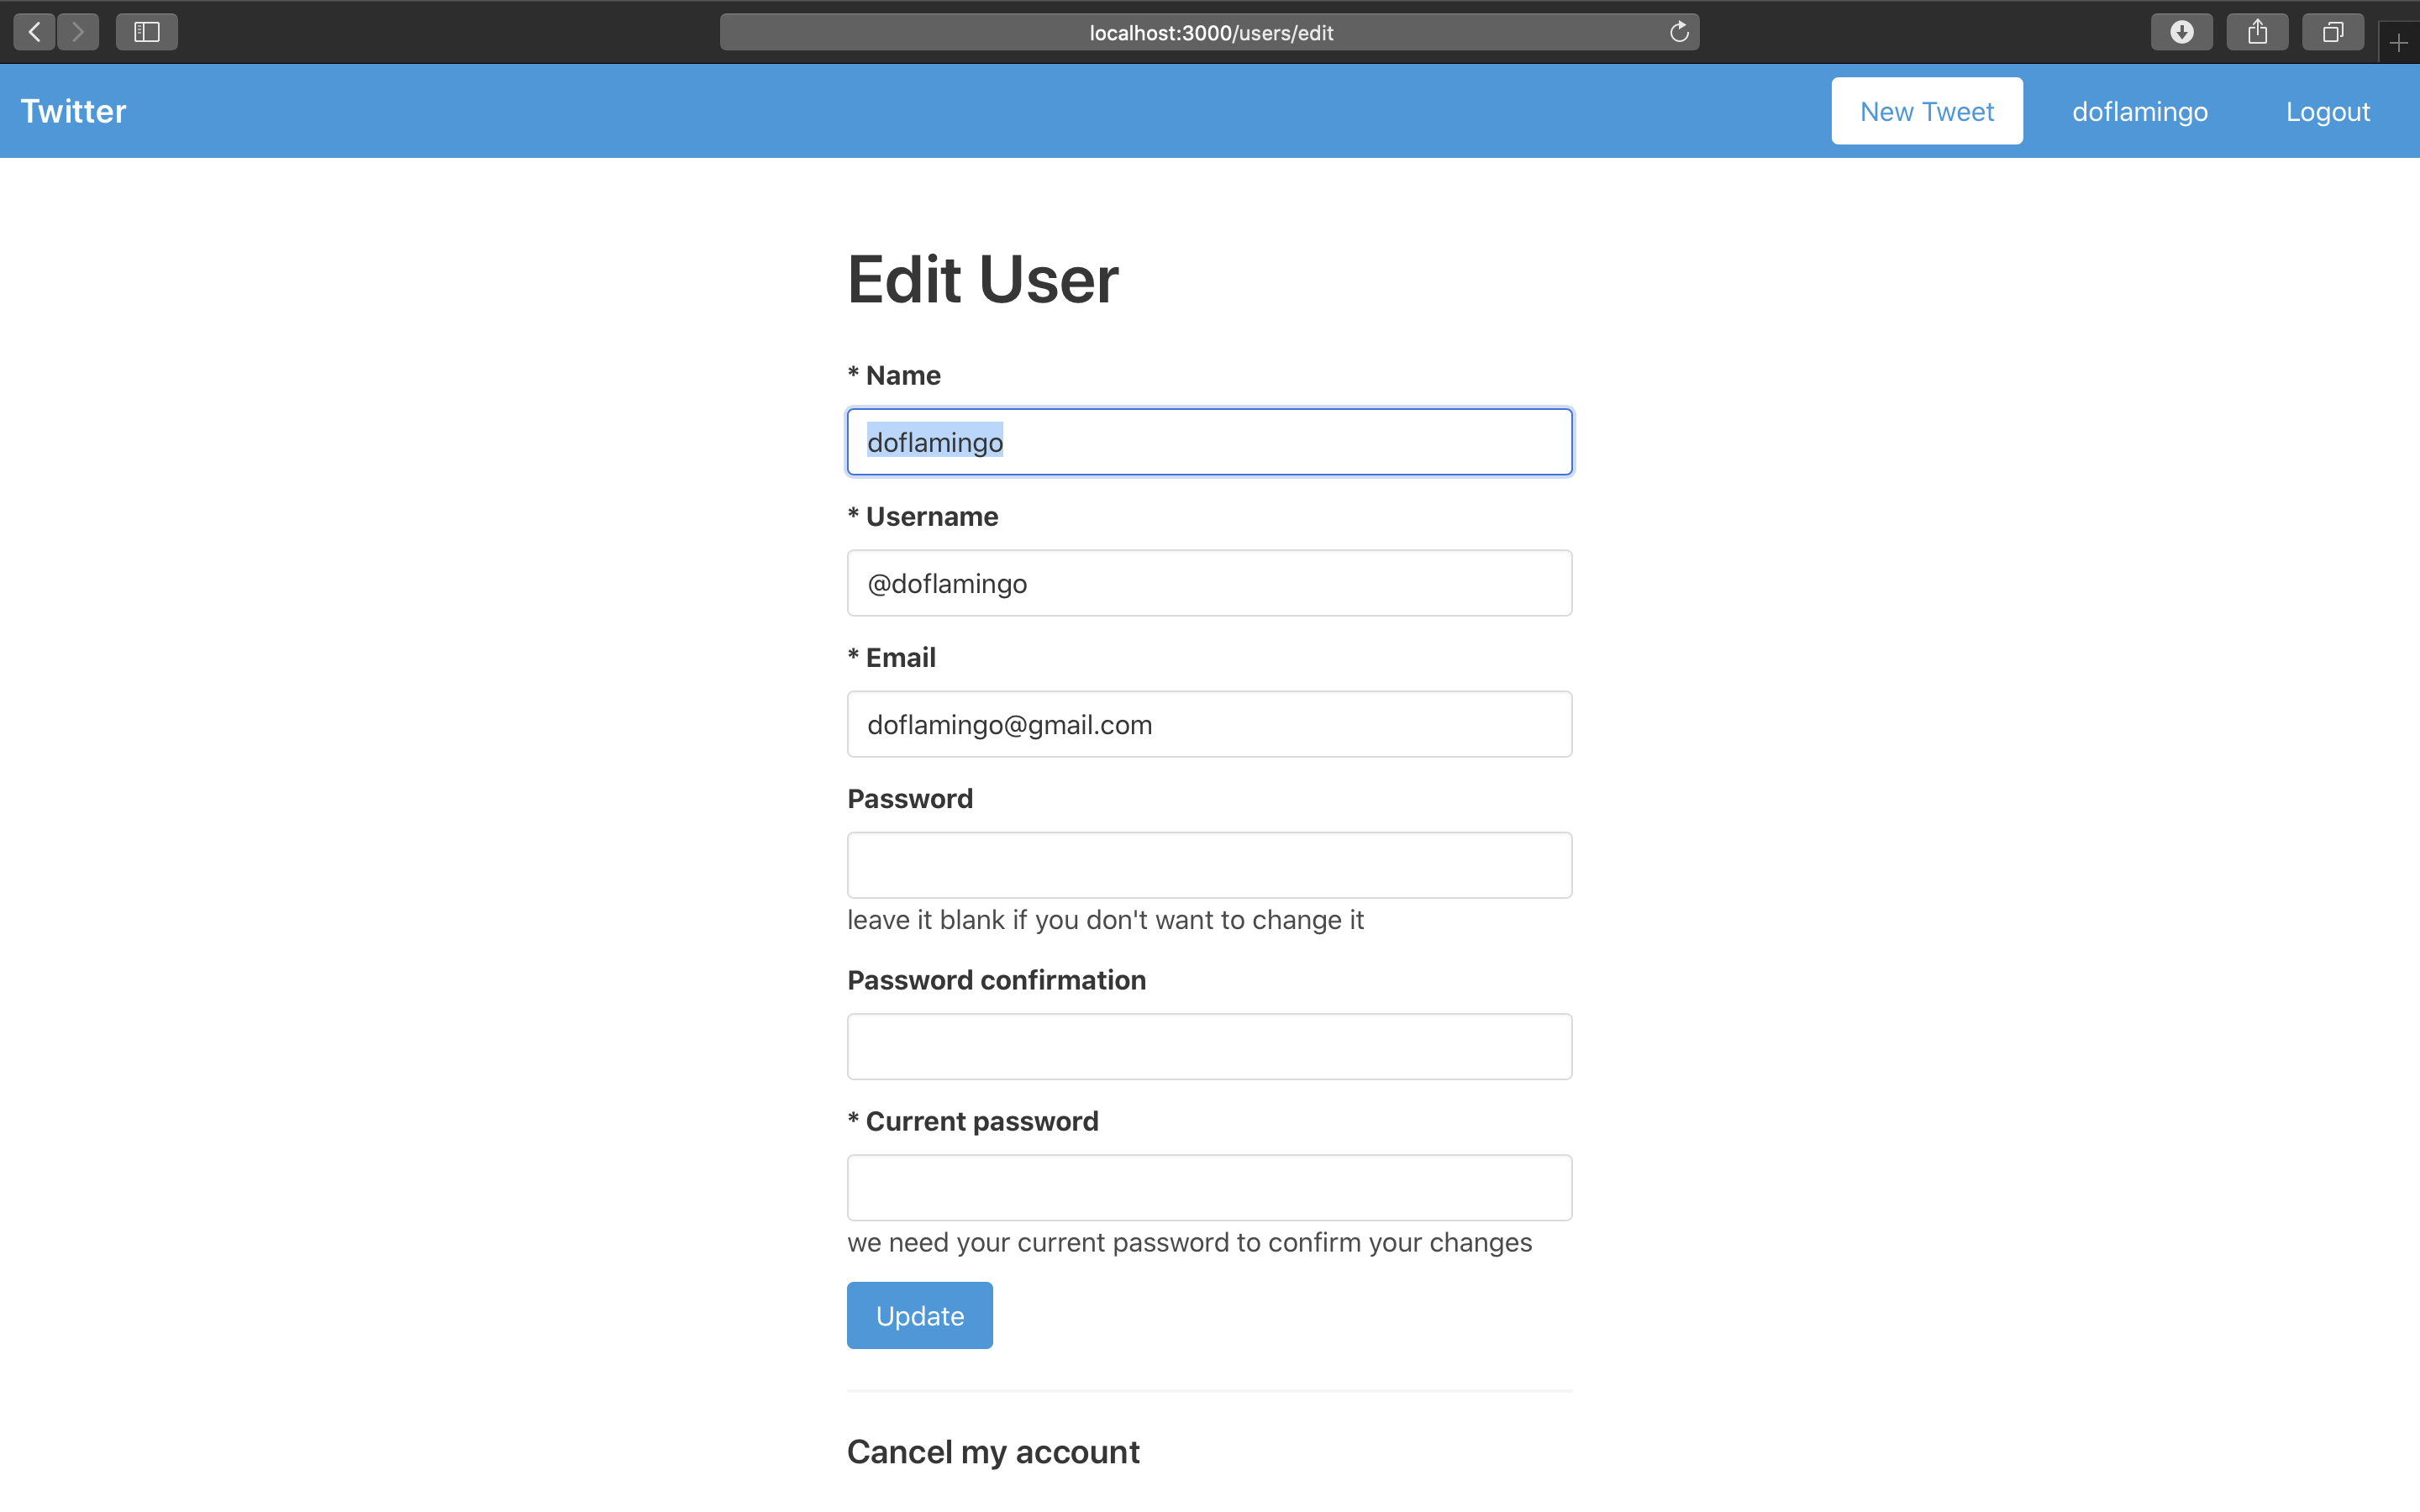 localhost:3000/users/edit
Twitter
New Tweet
doflamingo
Logout
Edit User
* Name
doflamingo
* Username
@doflamingo
* Email
doflamingo@gmail.com
Password
leave it blank if you don't want to change it
Password confirmation
* Current password
we need your current password to confirm your changes
Update
Cancel my account